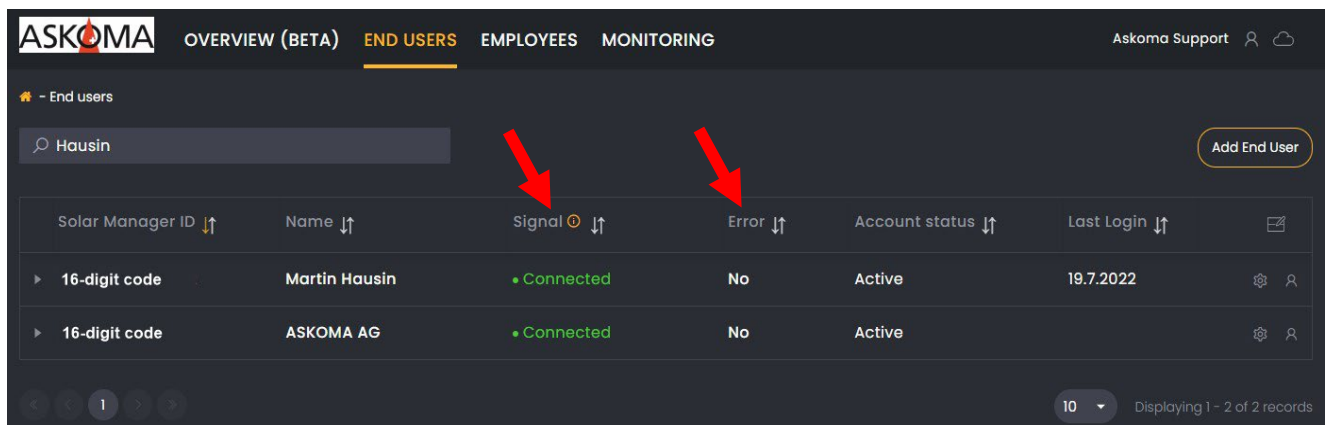 ASKOMA OVERVIEW (BETA) END USERS EMPLOYEES MONITORING Askoma Support
- End users
Hausin Add End User
Solar Manager ID Name Signal Error Account status Last Login
16-digit code Martin Hausin • Connected No Active 19.7.2022
16-digit code ASKOMA AG • Connected No Active
1 10 Displaying 1 - 2 of 2 records